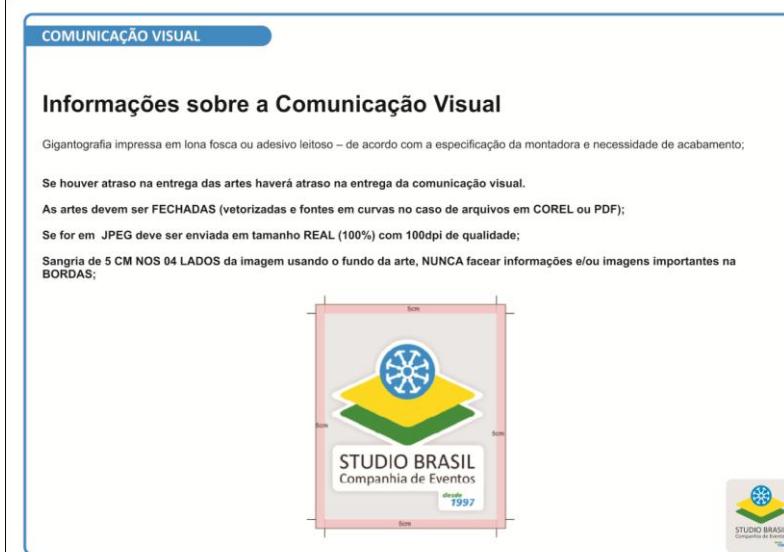 COMUNICAÇÃO VISUAL
Informações sobre a Comunicação Visual
Gigantografia impressa em lona fosca ou adesivo leitoso – de acordo com a especificação da montadora e necessidade de acabamento;
Se houver atraso na entrega das artes haverá atraso na entrega da comunicação visual.
As artes devem ser FECHADAS (vetorizadas e fontes em curvas no caso de arquivos em COREL ou PDF);
Se for em JPEG deve ser enviada em tamanho REAL (100%) com 100dpi de qualidade;
Sangria de 5 CM NOS 04 LADOS da imagem usando o fundo da arte, NUNCA facear informações e/ou imagens importantes na
BORDAS;
5cm
5cm
5cm
STUDIO BRASIL
Companhia de Eventos
desde
1997
5cm
STUDIO BRASIL
Companhia de Eventos